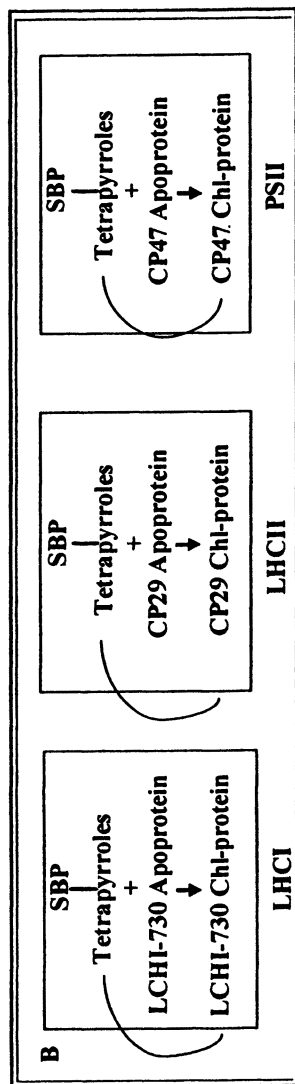 B
SBP
Tetrapyrroles
+
LCHI-730 Apoprotein
LCHI-730 Chl-protein
LHCI
SBP
Tetrapyrroles
+
CP29 Apoprotein
CP29 Chl-protein
LHCII
SBP
Tetrapyrroles
+
CP47 Apoprotein
CP47 Chl-protein
PSII